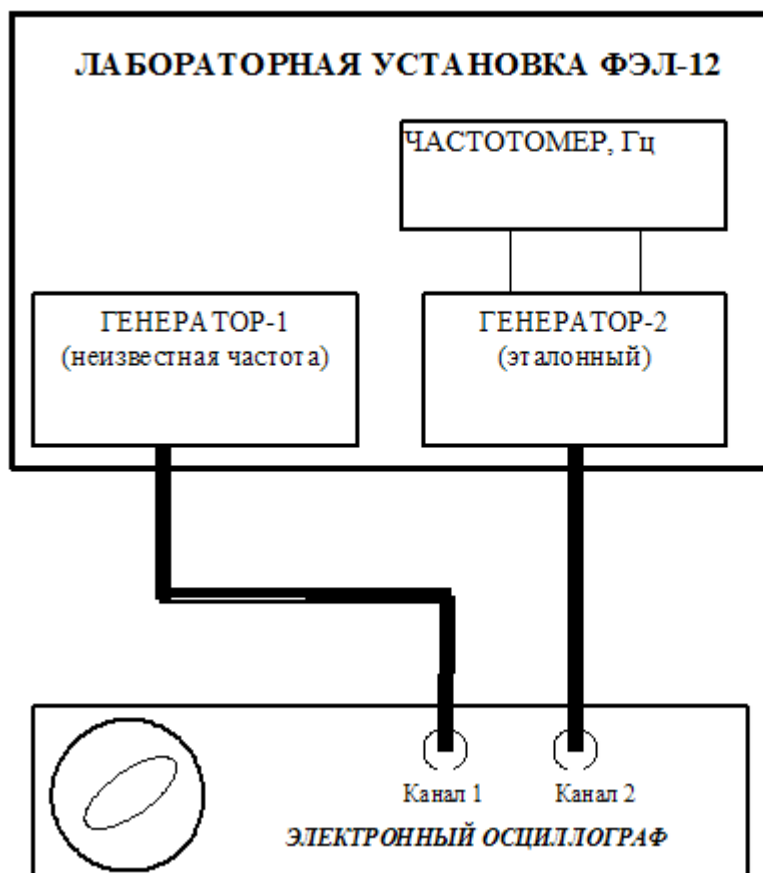 ЛАБОРАТОРНАЯ УСТАНОВКА ФЭЛ-12
ЧАСТОТОМЕР, Гц
ГЕНЕРАТОР-1
(неизвестная частота)
ГЕНЕРАТОР-2
(эталонный)
Канал 1
Канал 2
ЭЛЕКТРОННЫЙ ОСЦИЛЛОГРАФ